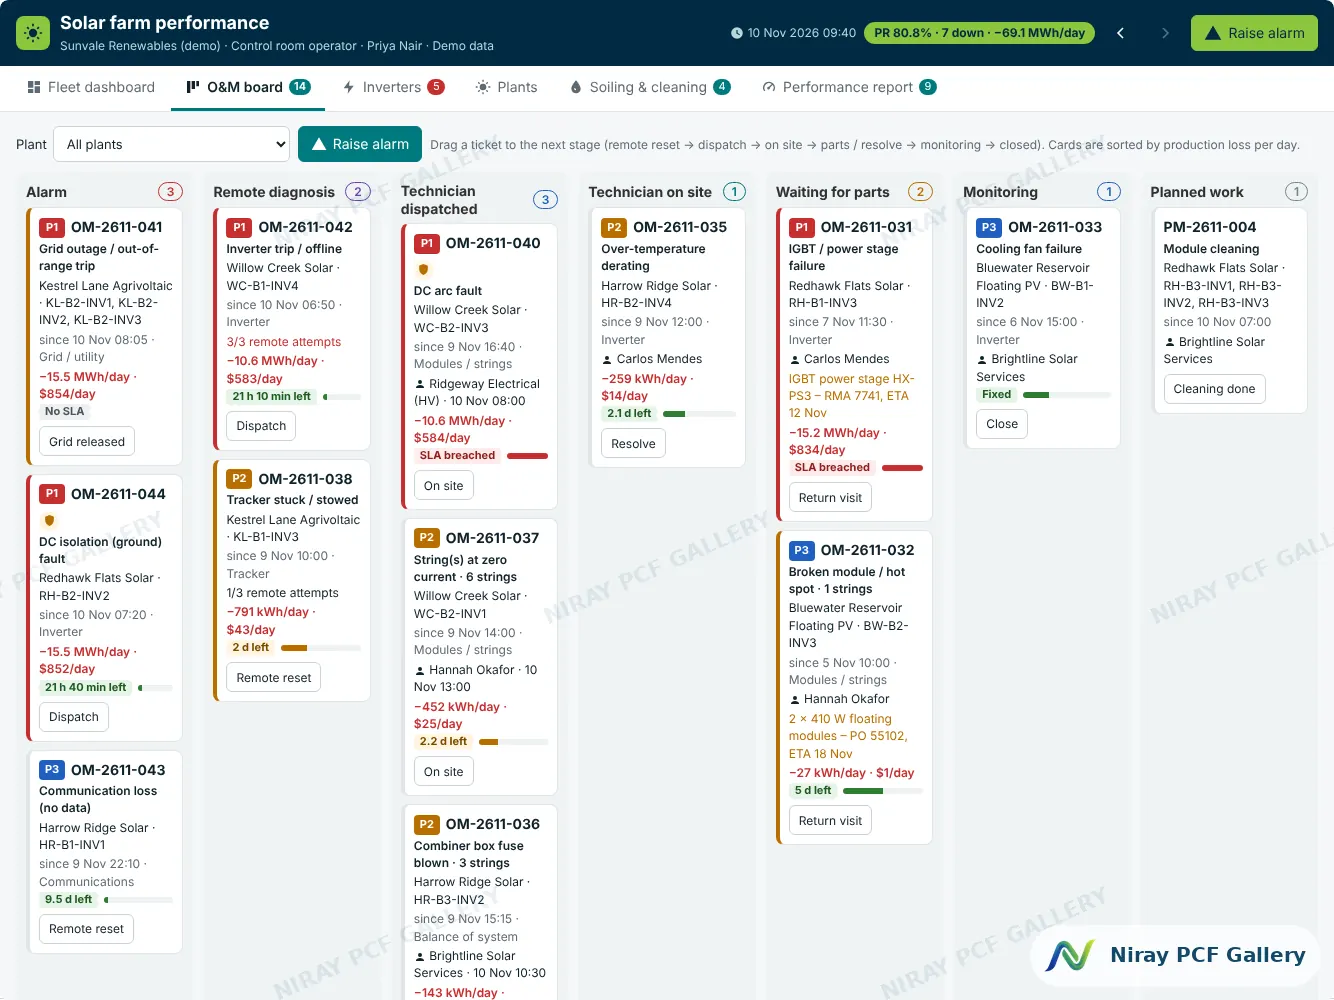 Solar farm performance
Sunvale Renewables (demo) · Control room operator · Priya Nair · Demo data
10 Nov 2026 09:40
PR 80.8% · 7 down · −69.1 MWh/day
Raise alarm
Fleet dashboard
O&M board 14
Inverters 5
Plants
Soiling & cleaning 4
Performance report 9
Plant
All plants
Raise alarm
Drag a ticket to the next stage (remote reset → dispatch → on site → parts / resolve → monitoring → closed). Cards are sorted by production loss per day.
Alarm 3
P1 OM-2611-041
Grid outage / out-of-
range trip
Kestrel Lane Agrivoltaic
· KL-B2-INV1, KL-B2-
INV2, KL-B2-INV3
since 10 Nov 08:05 ·
Grid / utility
−15.5 MWh/day ·
$854/day
No SLA
Grid released
P1 OM-2611-044
DC isolation (ground)
fault
Redhawk Flats Solar ·
RH-B2-INV2
since 10 Nov 07:20 ·
Inverter
−15.5 MWh/day ·
$852/day
21 h 40 min left
Dispatch
P3 OM-2611-043
Communication loss
(no data)
Harrow Ridge Solar ·
HR-B1-INV1
since 9 Nov 22:10 ·
Communications
9.5 d left
Remote reset
Remote diagnosis 2
P1 OM-2611-042
Inverter trip / offline
Willow Creek Solar ·
WC-B1-INV4
since 10 Nov 06:50 ·
Inverter
3/3 remote attempts
−10.6 MWh/day ·
$583/day
21 h 10 min left
Dispatch
P2 OM-2611-038
Tracker stuck / stowed
Kestrel Lane Agrivoltaic
· KL-B1-INV3
since 9 Nov 10:00 ·
Tracker
1/3 remote attempts
−791 kWh/day ·
$43/day
2 d left
Remote reset
Technician
dispatched 3
P1 OM-2611-040
DC arc fault
Willow Creek Solar ·
WC-B2-INV3
since 9 Nov 16:40 ·
Modules / strings
Ridgeway Electrical
(HV) · 10 Nov 08:00
−10.6 MWh/day ·
$584/day
SLA breached
On site
P2 OM-2611-037
String(s) at zero
current · 6 strings
Willow Creek Solar ·
WC-B2-INV1
since 9 Nov 14:00 ·
Modules / strings
Hannah Okafor · 10
Nov 13:00
−452 kWh/day ·
$25/day
2.2 d left
On site
P2 OM-2611-036
Combiner box fuse
blown · 3 strings
Harrow Ridge Solar ·
HR-B3-INV2
since 9 Nov 15:15 ·
Balance of system
Brightline Solar
Services · 10 Nov 10:30
−143 kWh/day ·
Technician on site 1
P2 OM-2611-035
Over-temperature
derating
Harrow Ridge Solar ·
HR-B2-INV4
since 9 Nov 12:00 ·
Inverter
Carlos Mendes
−259 kWh/day ·
$14/day
2.1 d left
Resolve
Waiting for parts 2
P1 OM-2611-031
IGBT / power stage
failure
Redhawk Flats Solar ·
RH-B1-INV3
since 7 Nov 11:30 ·
Inverter
Carlos Mendes
IGBT power stage HX-
PS3 – RMA 7741, ETA
12 Nov
−15.2 MWh/day ·
$834/day
SLA breached
Return visit
P3 OM-2611-032
Broken module / hot
spot · 1 strings
Bluewater Reservoir
Floating PV · BW-B2-
INV3
since 5 Nov 10:00 ·
Modules / strings
Hannah Okafor
2 × 410 W floating
modules – PO 55102,
ETA 18 Nov
−27 kWh/day · $1/day
5 d left
Return visit
Monitoring 1
P3 OM-2611-033
Cooling fan failure
Bluewater Reservoir
Floating PV · BW-B1-
INV2
since 6 Nov 15:00 ·
Inverter
Brightline Solar
Services
Fixed
Close
Planned work 1
PM-2611-004
Module cleaning
Redhawk Flats Solar ·
RH-B3-INV1, RH-B3-
INV2, RH-B3-INV3
since 10 Nov 07:00
Brightline Solar
Services
Cleaning done
NIRAY PCF GALLERY
Niray PCF Gallery